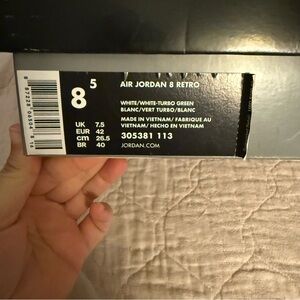 8 5
UK 7.5
EUR 42
cm 26.5
BR 40
AIR JORDAN 8 RETRO
WHITE/WHITE-TURBO GREEN
BLANC/VERT TURBO/BLANC
MADE IN VIETNAM/ FABRIQUE AU
VIETNAM/ HECHO EN VIETNAM
305381 113
JORDAN.COM